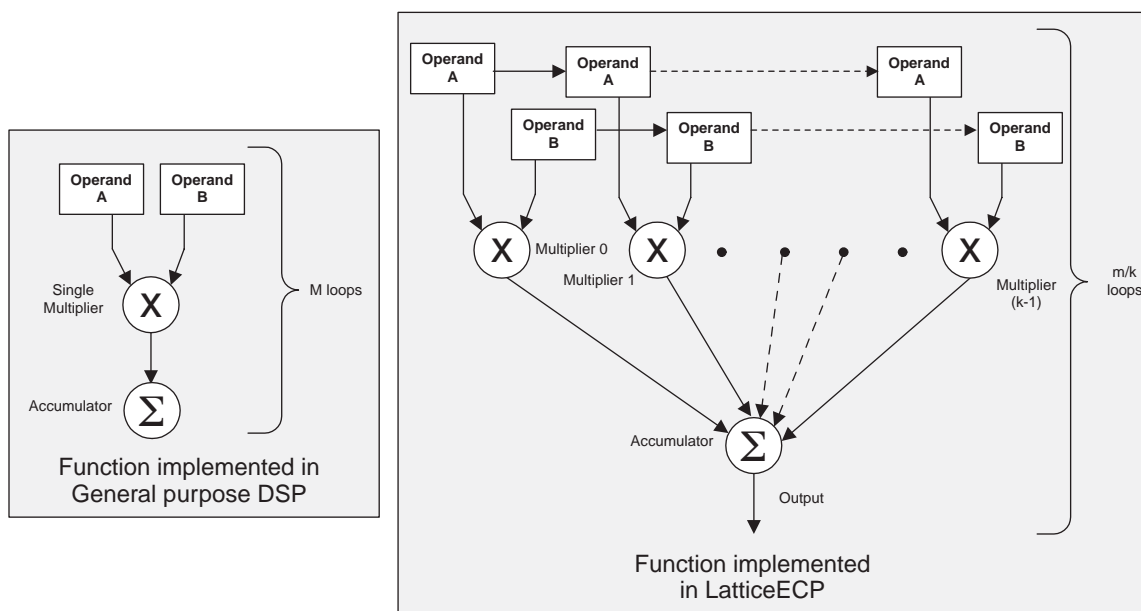 Operand
A
Operand
B
Single
Multiplier
X
M loops
Accumulator
Σ
Function implemented in
General purpose DSP
Operand
A
Operand
A
Operand
A
Operand
B
Operand
B
Operand
B
X
Multiplier 0
Multiplier 1
X
X
Multiplier
(k-1)
m/k
loops
Accumulator
Σ
Output
Function implemented
in LatticeECP